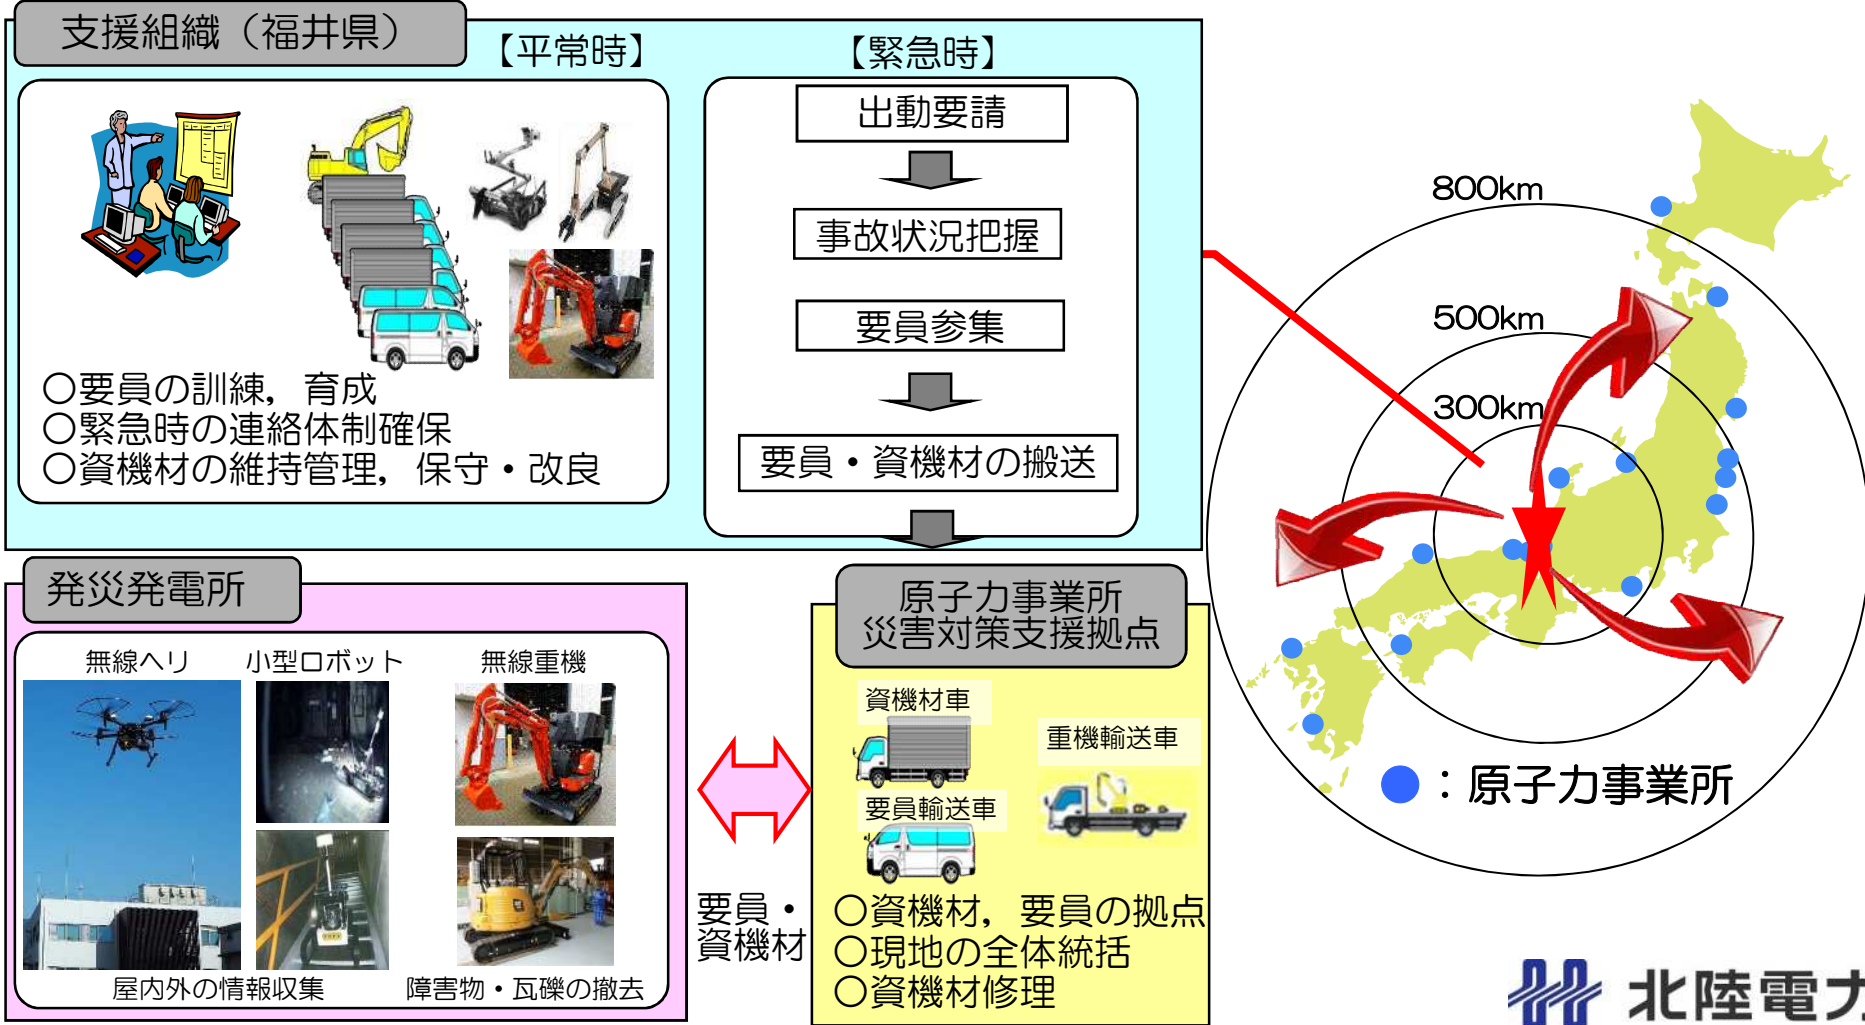 支援組織（福井県）
【平常時】
【緊急時】
出動要請
事故状況把握
要員参集
要員・資機材の搬送
○要員の訓練，育成
○緊急時の連絡体制確保
○資機材の維持管理，保守・改良
800km
500km
300km
：原子力事業所
発災発電所
無線ヘリ
小型ロボット
無線重機
屋内外の情報収集
障害物・瓦礫の撤去
要員・
資機材
原子力事業所
災害対策支援拠点
資機材車
重機輸送車
要員輸送車
○資機材，要員の拠点
○現地の全体統括
○資機材修理
北陸電力